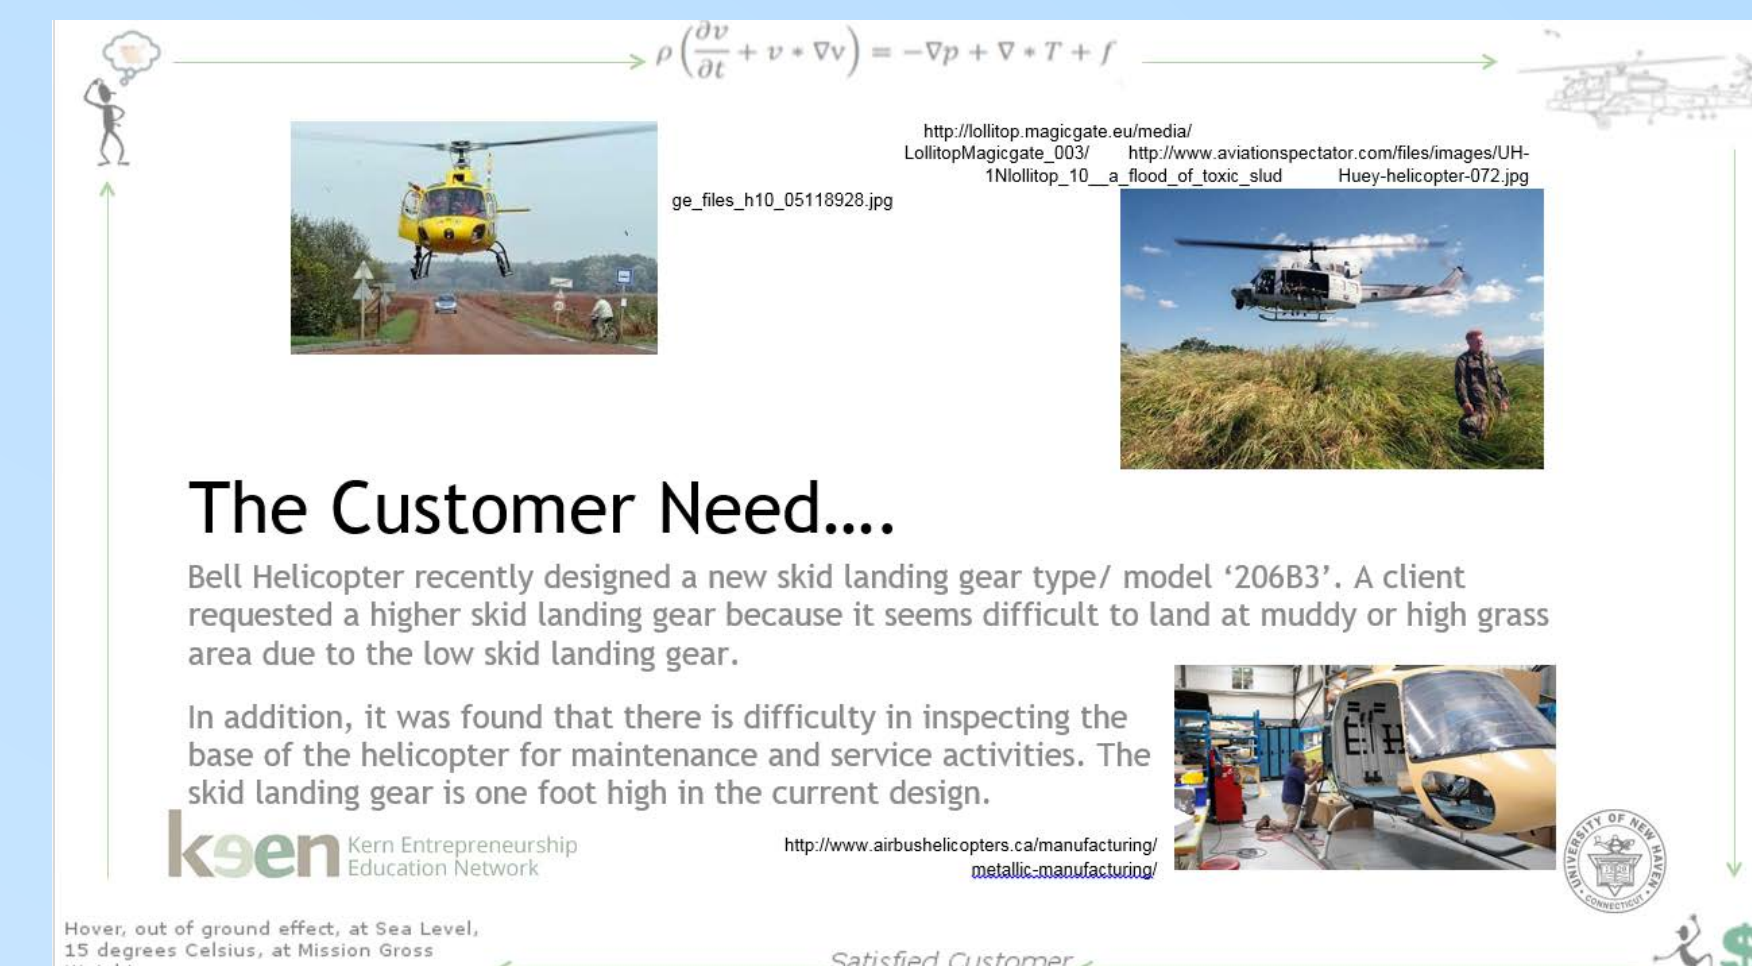 ρ(∂v/∂t + v * ∇v) = −∇p + ∇ * T + f
http://lollitop.magicgate.eu/media/
LollitopMagicgate_003/ http://www.aviationspectator.com/files/images/UH-
1Nlollitop_10__a_flood_of_toxic_slud Huey-helicopter-072.jpg
ge_files_h10_05118928.jpg
The Customer Need....
Bell Helicopter recently designed a new skid landing gear type/ model ‘206B3’. A client
requested a higher skid landing gear because it seems difficult to land at muddy or high grass
area due to the low skid landing gear.
In addition, it was found that there is difficulty in inspecting the
base of the helicopter for maintenance and service activities. The
skid landing gear is one foot high in the current design.
keen Kern Entrepreneurship
Education Network
http://www.airbushelicopters.ca/manufacturing/
metallic-manufacturing/
UNIVERSITY OF NEW HAVEN
CONNECTICUT
Hover, out of ground effect, at Sea Level,
15 degrees Celsius, at Mission Gross
Satisfied Customer
$